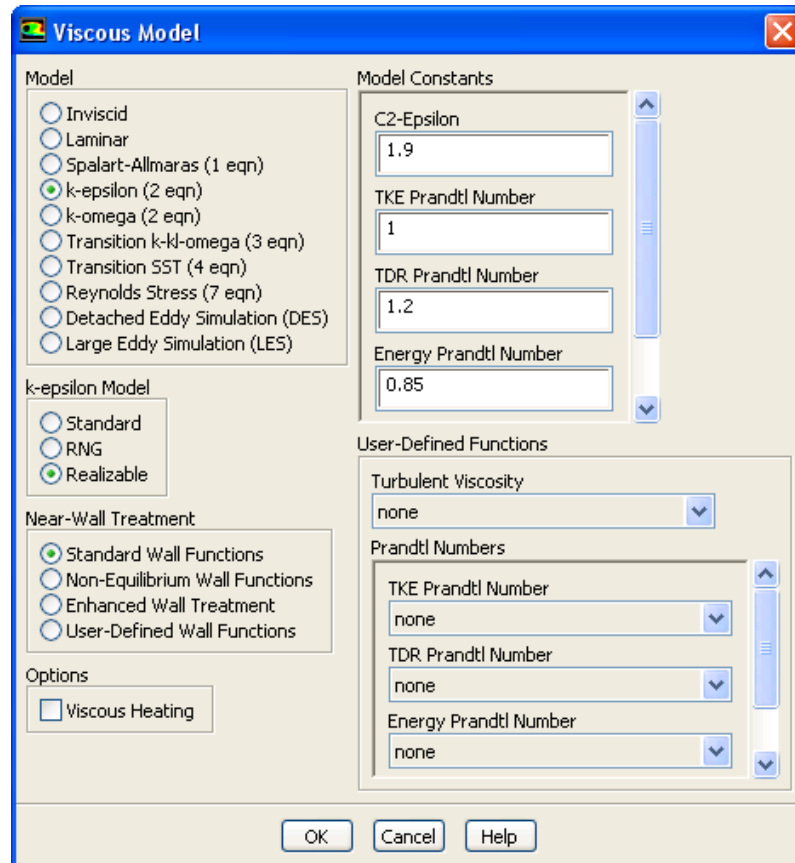 Viscous Model
Model
Inviscid
Laminar
Spalart-Allmaras (1 eqn)
k-epsilon (2 eqn)
k-omega (2 eqn)
Transition k-kl-omega (3 eqn)
Transition SST (4 eqn)
Reynolds Stress (7 eqn)
Detached Eddy Simulation (DES)
Large Eddy Simulation (LES)
k-epsilon Model
Standard
RNG
Realizable
Near-Wall Treatment
Standard Wall Functions
Non-Equilibrium Wall Functions
Enhanced Wall Treatment
User-Defined Wall Functions
Options
Viscous Heating
Model Constants
C2-Epsilon
1.9
TKE Prandtl Number
1
TDR Prandtl Number
1.2
Energy Prandtl Number
0.85
User-Defined Functions
Turbulent Viscosity
none
Prandtl Numbers
TKE Prandtl Number
none
TDR Prandtl Number
none
Energy Prandtl Number
none
OK Cancel Help